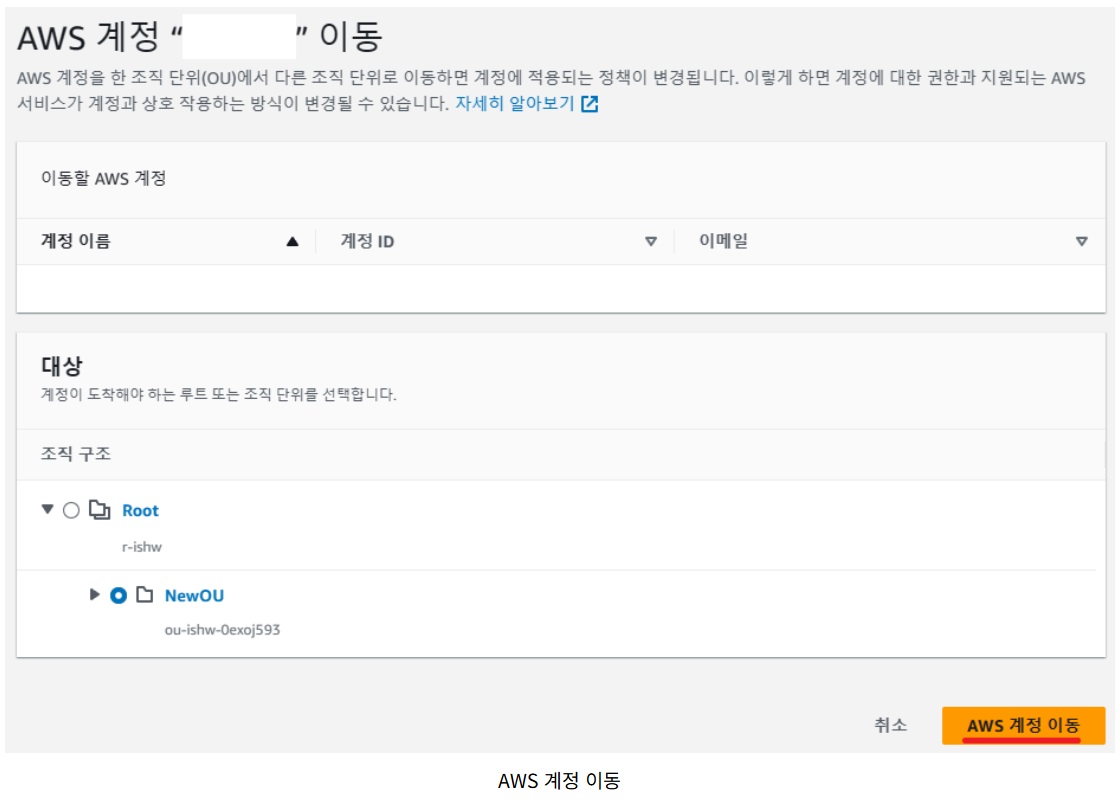 AWS 계정 “ ” 이동
AWS 계정을 한 조직 단위(OU)에서 다른 조직 단위로 이동하면 계정에 적용되는 정책이 변경됩니다. 이렇게 하면 계정에 대한 권한과 지원되는 AWS
서비스가 계정과 상호 작용하는 방식이 변경될 수 있습니다. 자세히 알아보기
이동할 AWS 계정
계정 이름 계정 ID 이메일
대상
계정이 도착해야 하는 루트 또는 조직 단위를 선택합니다.
조직 구조
Root
r-ishw
NewOU
ou-ishw-0exoj593
취소 AWS 계정 이동
AWS 계정 이동